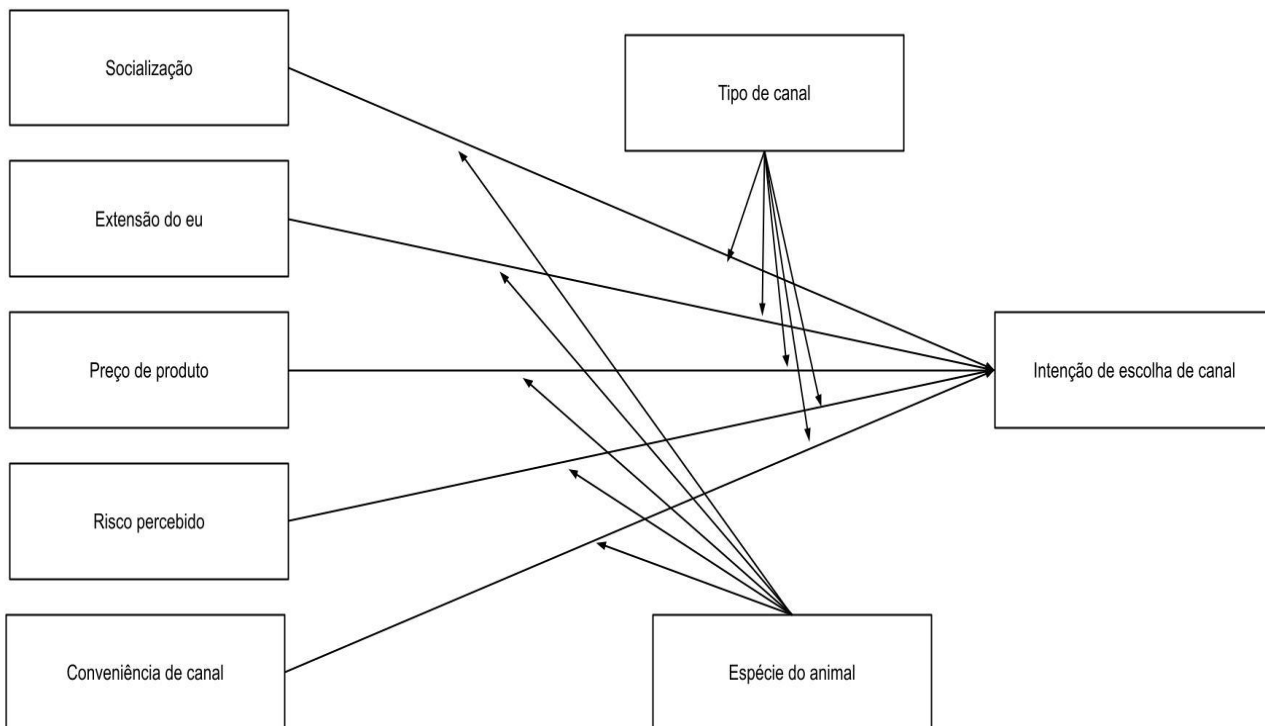 Socialização
Tipo de canal
Extensão do eu
Preço de produto
Intenção de escolha de canal
Risco percebido
Conveniência de canal
Espécie do animal